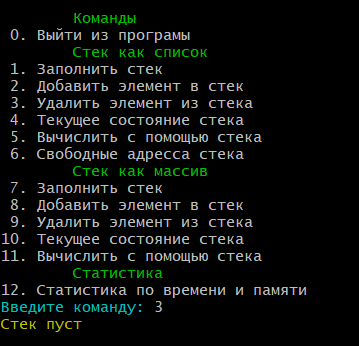 Команды
0. Выйти из програмы
Стек как список
1. Заполнить стек
2. Добавить элемент в стек
3. Удалить элемент из стека
4. Текущее состояние стека
5. Вычислить с помощью стека
6. Свободные адресса стека
Стек как массив
7. Заполнить стек
8. Добавить элемент в стек
9. Удалить элемент из стека
10. Текущее состояние стека
11. Вычислить с помощью стека
Статистика
12. Статистика по времени и памяти
Введите команду: 3
Стек пуст